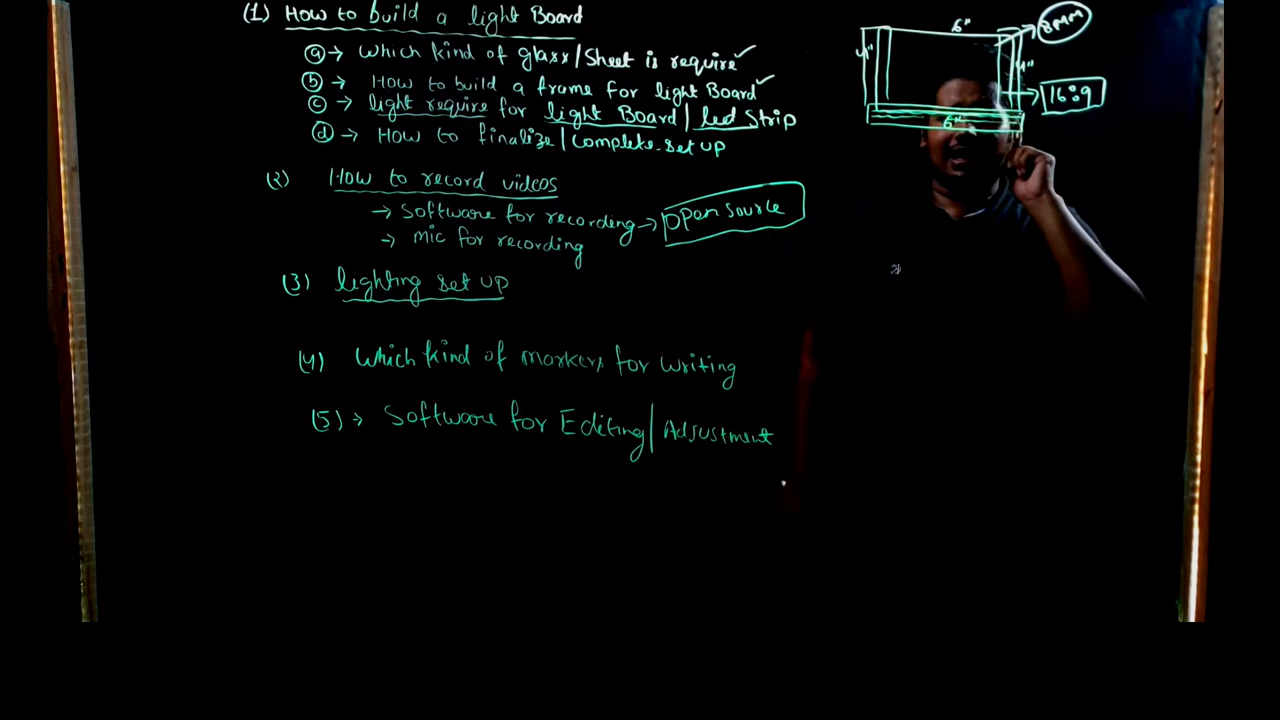 (1) How to build a light Board
(a) → which kind of glass/Sheet is require ✓
(b) → How to build a frame for light Board ✓
(c) → light require for light Board | led Strip
(d) → How to finalize | Complete set up
(2) How to record videos
→ Software for recording → Open Source
→ mic for recording
(3) lighting set up
(4) Which kind of markers for writing
(5) → Software for Editing | Adjustment
6"
8MM
4"
4"
16:9
6"